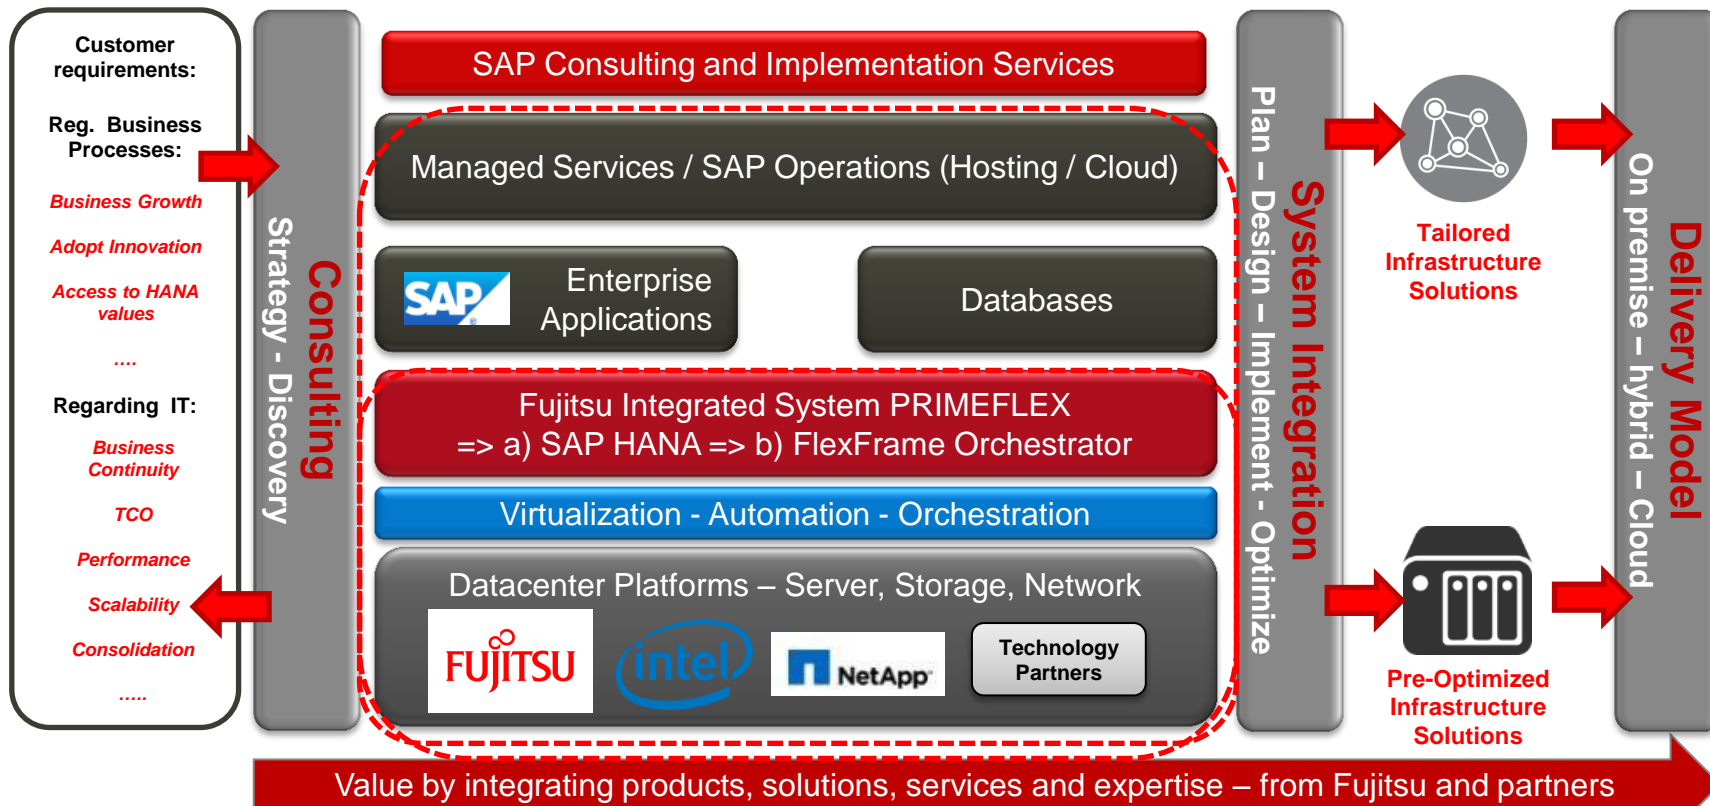 Customer
requirements:
Reg. Business
Processes:
Business Growth
Adopt Innovation
Access to HANA
values
....
Regarding IT:
Business
Continuity
TCO
Performance
Scalability
Consolidation
.....
Consulting
Strategy - Discovery
SAP Consulting and Implementation Services
Managed Services / SAP Operations (Hosting / Cloud)
SAP
Enterprise
Applications
Databases
Fujitsu Integrated System PRIMEFLEX
=> a) SAP HANA => b) FlexFrame Orchestrator
Virtualization - Automation - Orchestration
Datacenter Platforms – Server, Storage, Network
FUJITSU
intel
NetApp
Technology
Partners
System Integration
Plan – Design – Implement - Optimize
Tailored
Infrastructure
Solutions
Pre-Optimized
Infrastructure
Solutions
Delivery Model
On premise – hybrid – Cloud
Value by integrating products, solutions, services and expertise – from Fujitsu and partners